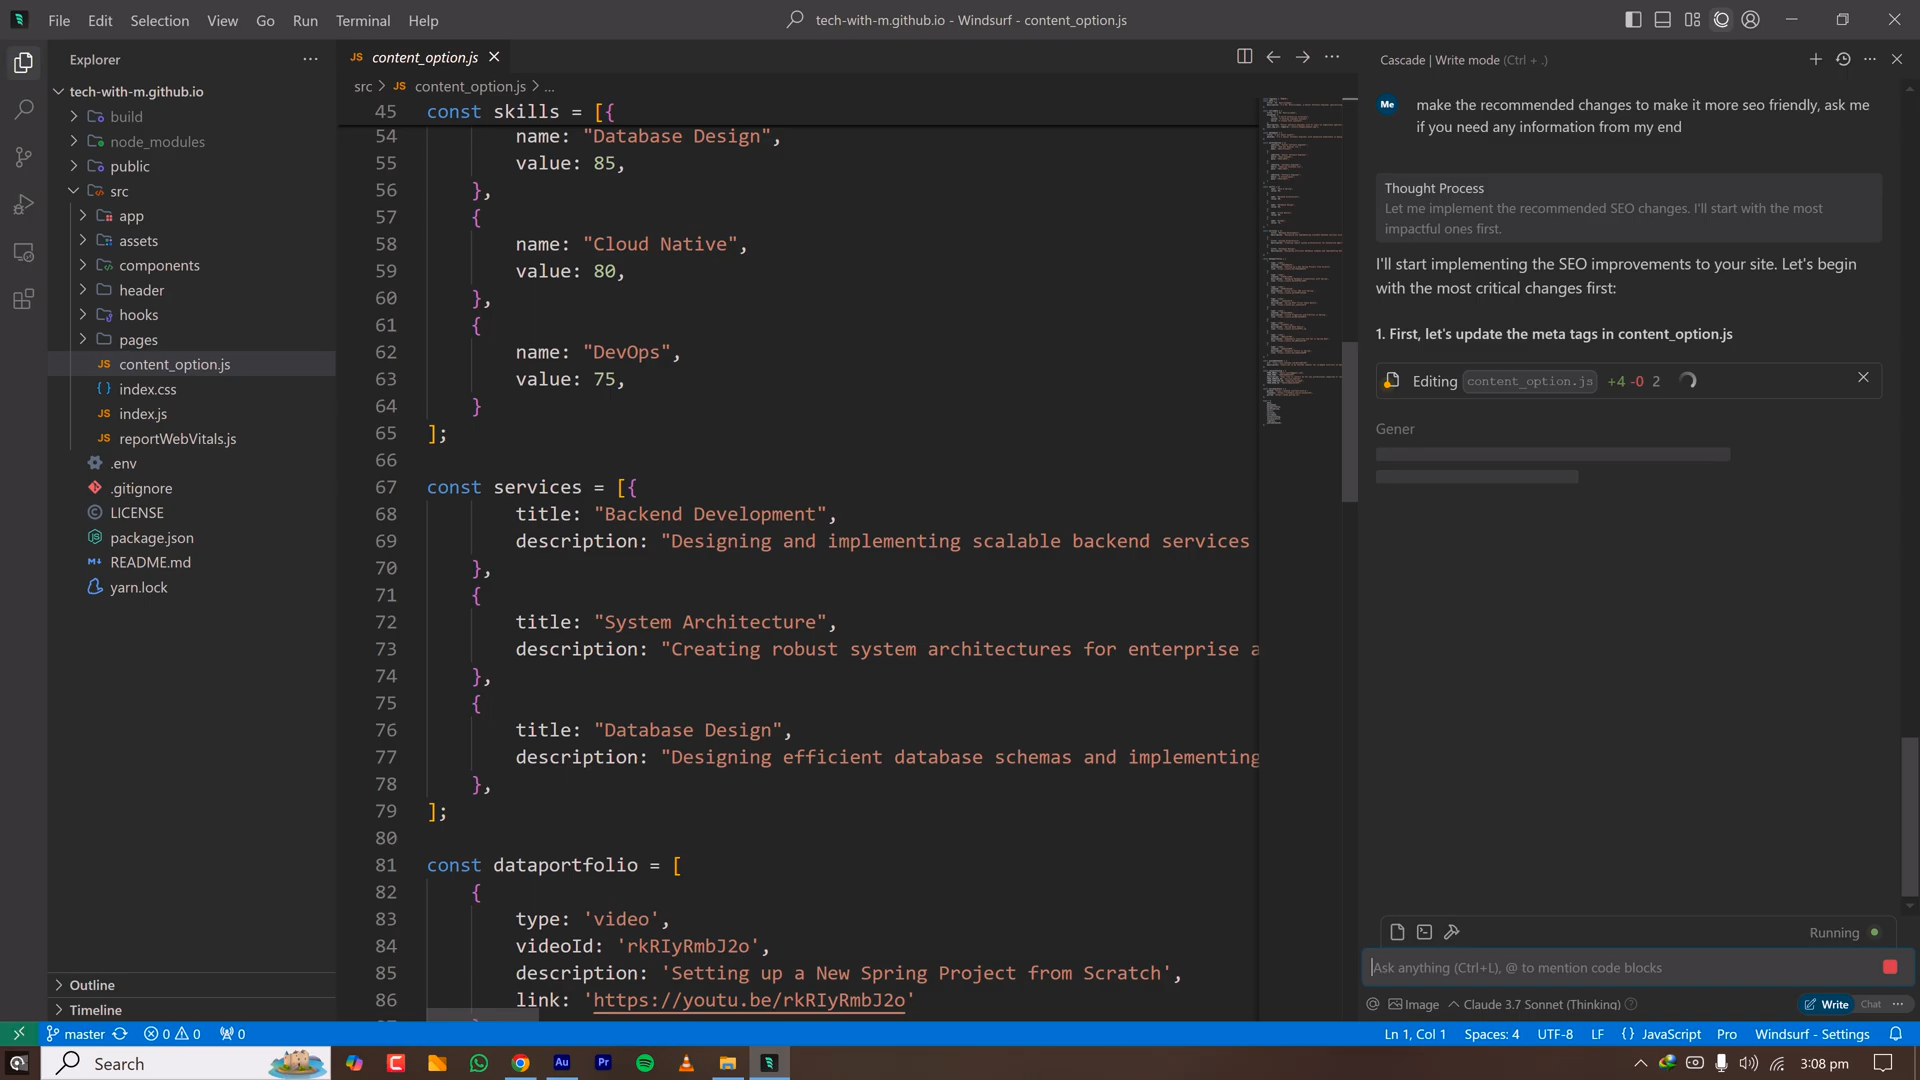 File Edit Selection View Go Run Terminal Help
tech-with-m.github.io - Windsurf - content_option.js
Explorer
tech-with-m.github.io
build
node_modules
public
src
app
assets
components
header
hooks
pages
JS content_option.js
index.css
JS index.js
JS reportWebVitals.js
.env
.gitignore
LICENSE
package.json
README.md
yarn.lock
Outline
Timeline
JS content_option.js
src > JS content_option.js > ...
45 const skills = [{
54 name: "Database Design",
55 value: 85,
56 },
57 {
58 name: "Cloud Native",
59 value: 80,
60 },
61 {
62 name: "DevOps",
63 value: 75,
64 }
65 ];
66
67 const services = [{
68 title: "Backend Development",
69 description: "Designing and implementing scalable backend services
70 },
71 {
72 title: "System Architecture",
73 description: "Creating robust system architectures for enterprise a
74 },
75 {
76 title: "Database Design",
77 description: "Designing efficient database schemas and implementing
78 },
79 ];
80
81 const dataportfolio = [
82 {
83 type: 'video',
84 videoId: 'rkRIyRmbJ2o',
85 description: 'Setting up a New Spring Project from Scratch',
86 link: 'https://youtu.be/rkRIyRmbJ2o'
Cascade | Write mode (Ctrl + .)
Me make the recommended changes to make it more seo friendly, ask me
if you need any information from my end
Thought Process
Let me implement the recommended SEO changes. I'll start with the most
impactful ones first.
I'll start implementing the SEO improvements to your site. Let's begin
with the most critical changes first:
1. First, let's update the meta tags in content_option.js
Editing content_option.js +4 -0 2
Gener
Running
Ask anything (Ctrl+L), @ to mention code blocks
@ Image Claude 3.7 Sonnet (Thinking) Write Chat
master 0 0 0
Ln 1, Col 1 Spaces: 4 UTF-8 LF {} JavaScript Pro Windsurf - Settings
Search
Au Pr
3:08 pm